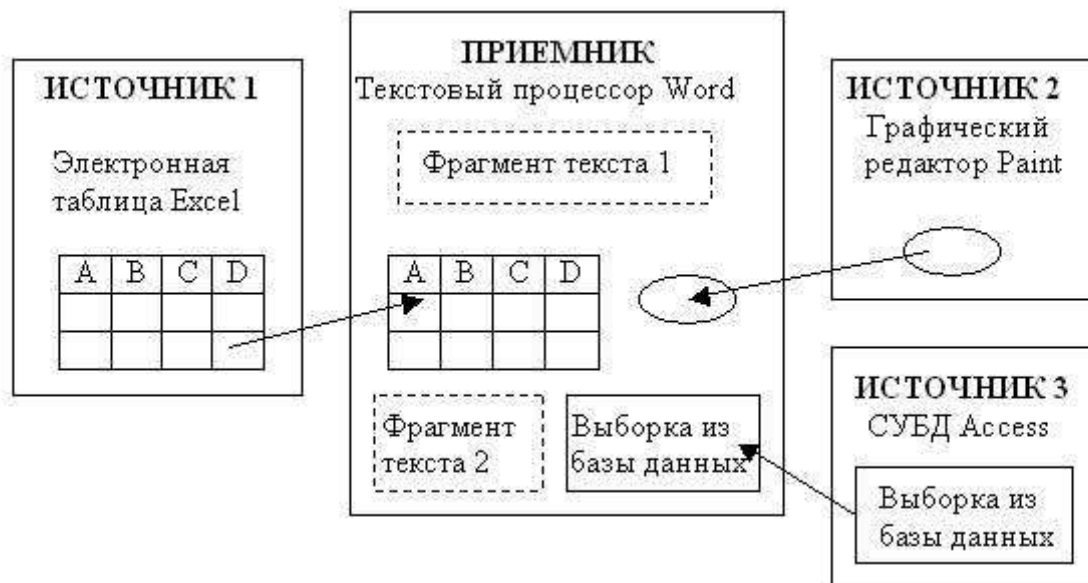 ИСТОЧНИК 1
Электронная
таблица Excel
A B C D
ПРИЕМНИК
Текстовый процессор Word
Фрагмент текста 1
A B C D
Фрагмент
текста 2
Выборка из
базы данных
ИСТОЧНИК 2
Графический
редактор Paint
ИСТОЧНИК 3
СУБД Access
Выборка из
базы данных